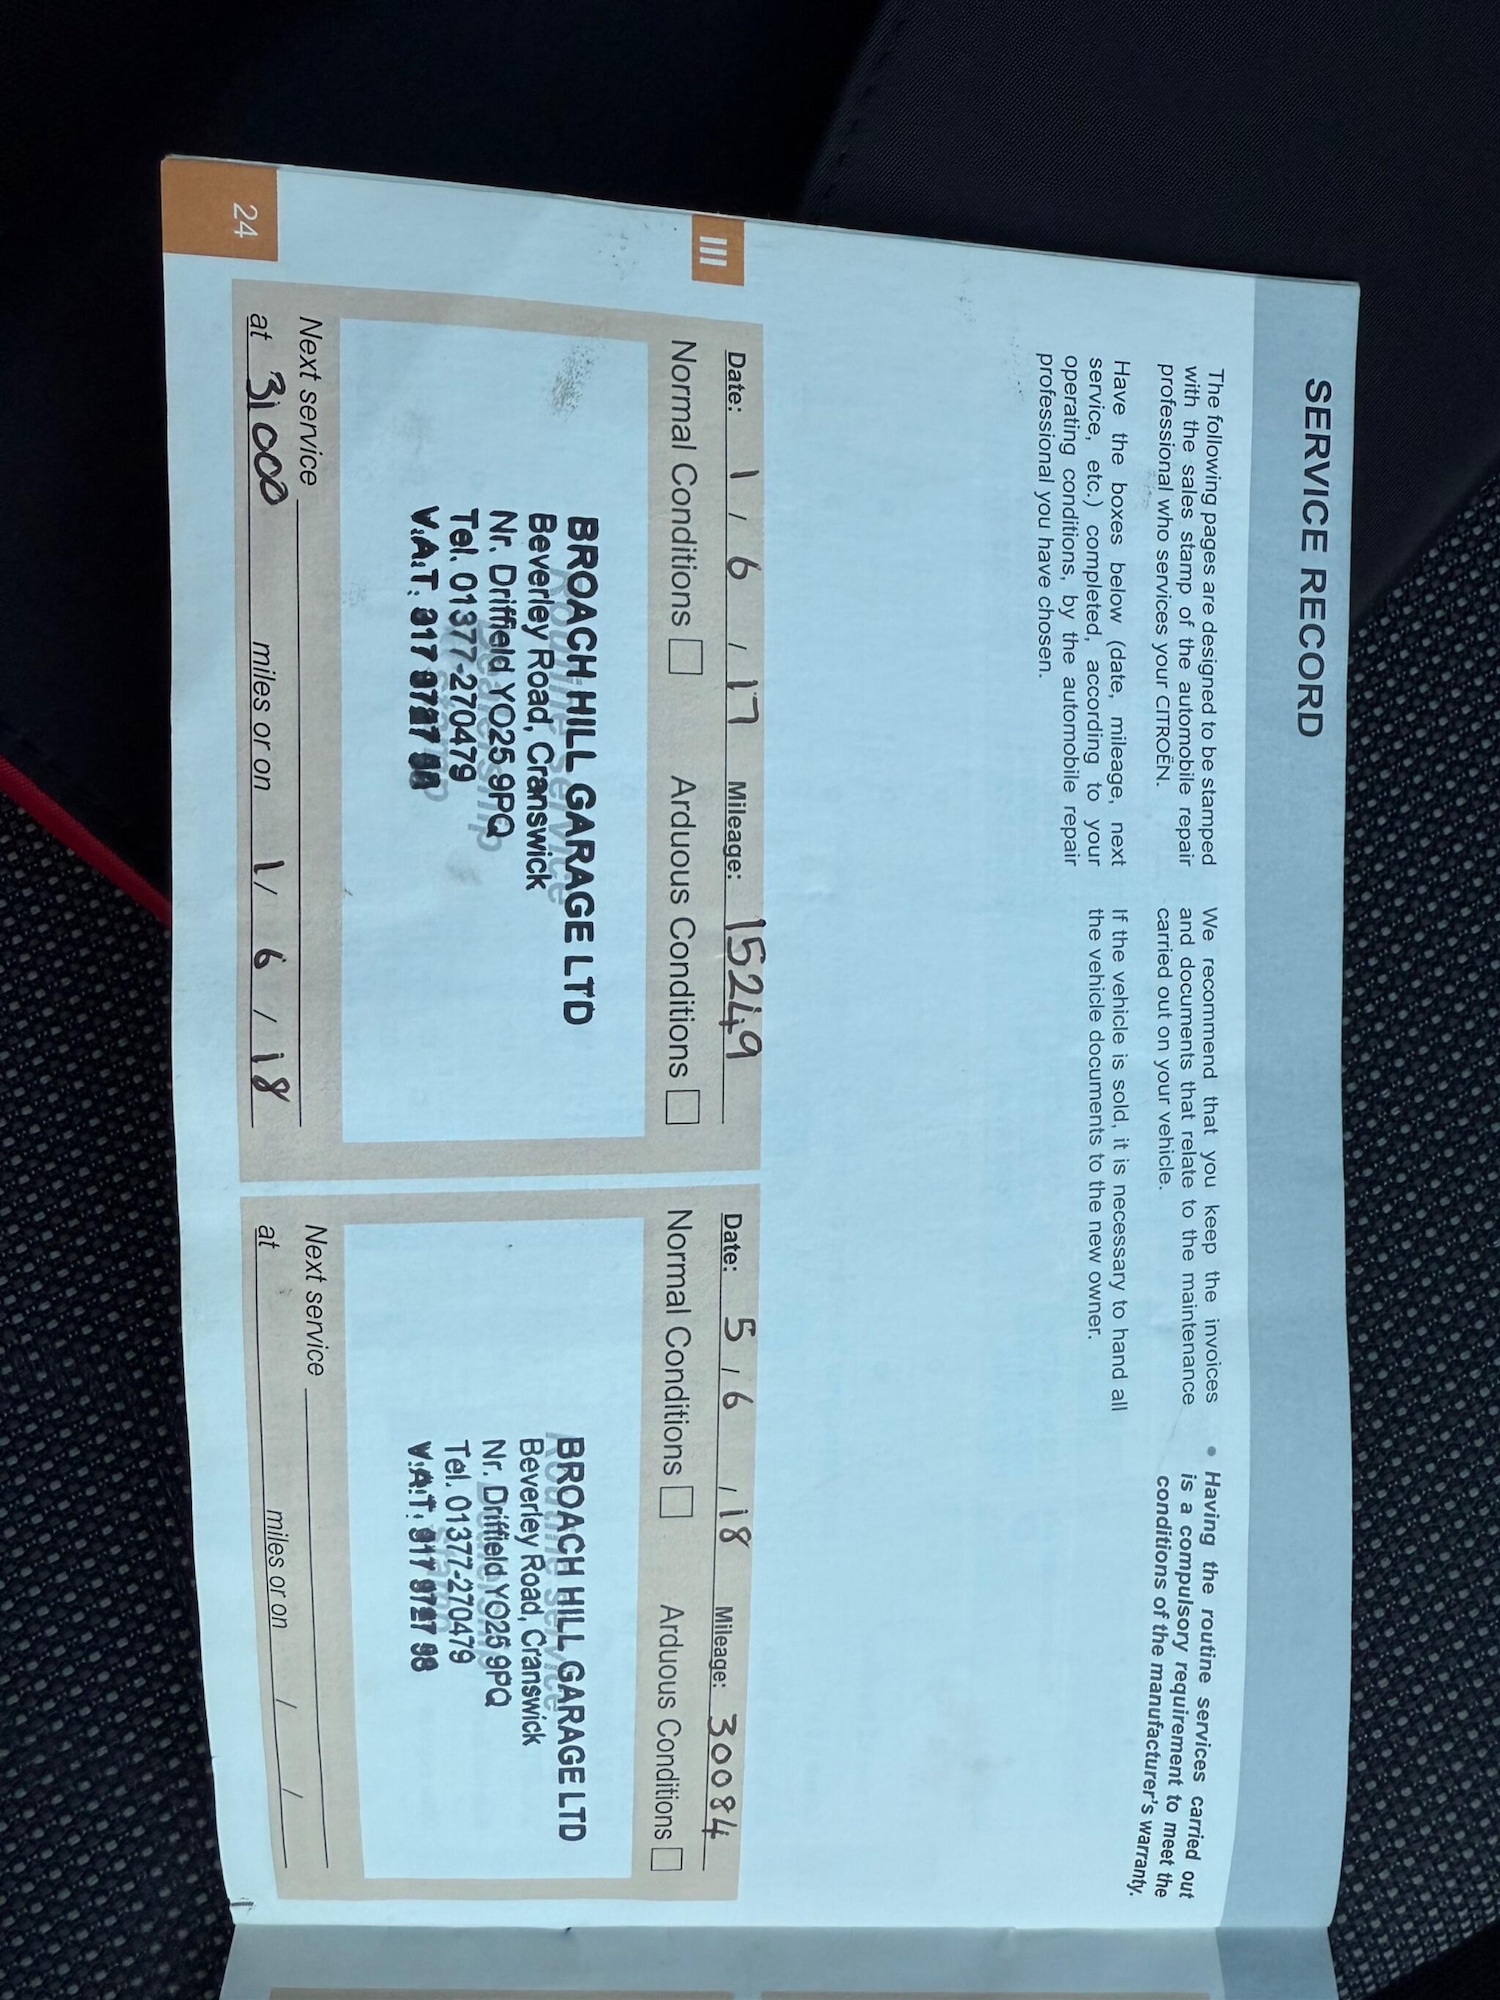 SERVICE RECORD
The following pages are designed to be stamped
with the sales stamp of the automobile repair
professional who services your CITROËN.
Have the boxes below (date, mileage, next
service, etc.) completed, according to your
operating conditions, by the automobile repair
professional you have chosen.
We recommend that you keep the invoices
and documents that relate to the maintenance
carried out on your vehicle.
If the vehicle is sold, it is necessary to hand all
the vehicle documents to the new owner.
• Having the routine services carried out
is a compulsory requirement to meet the
conditions of the manufacturer's warranty.
III
Date: 1 / 6 / 17 Mileage: 15249
Normal Conditions Arduous Conditions
BROACH HILL GARAGE LTD
Beverley Road, Cranswick
Nr. Driffield YO25 9PQ
Tel. 01377-270479
V.A.T.
Next service
at 31000 miles or on 1 / 6 / 18
Date: 5 / 6 / 18 Mileage: 30084
Normal Conditions Arduous Conditions
BROACH HILL GARAGE LTD
Beverley Road, Cranswick
Nr. Driffield YO25 9PQ
Tel. 01377-270479
V.A.T. 317 9727 98
Next service
at miles or on / /
24